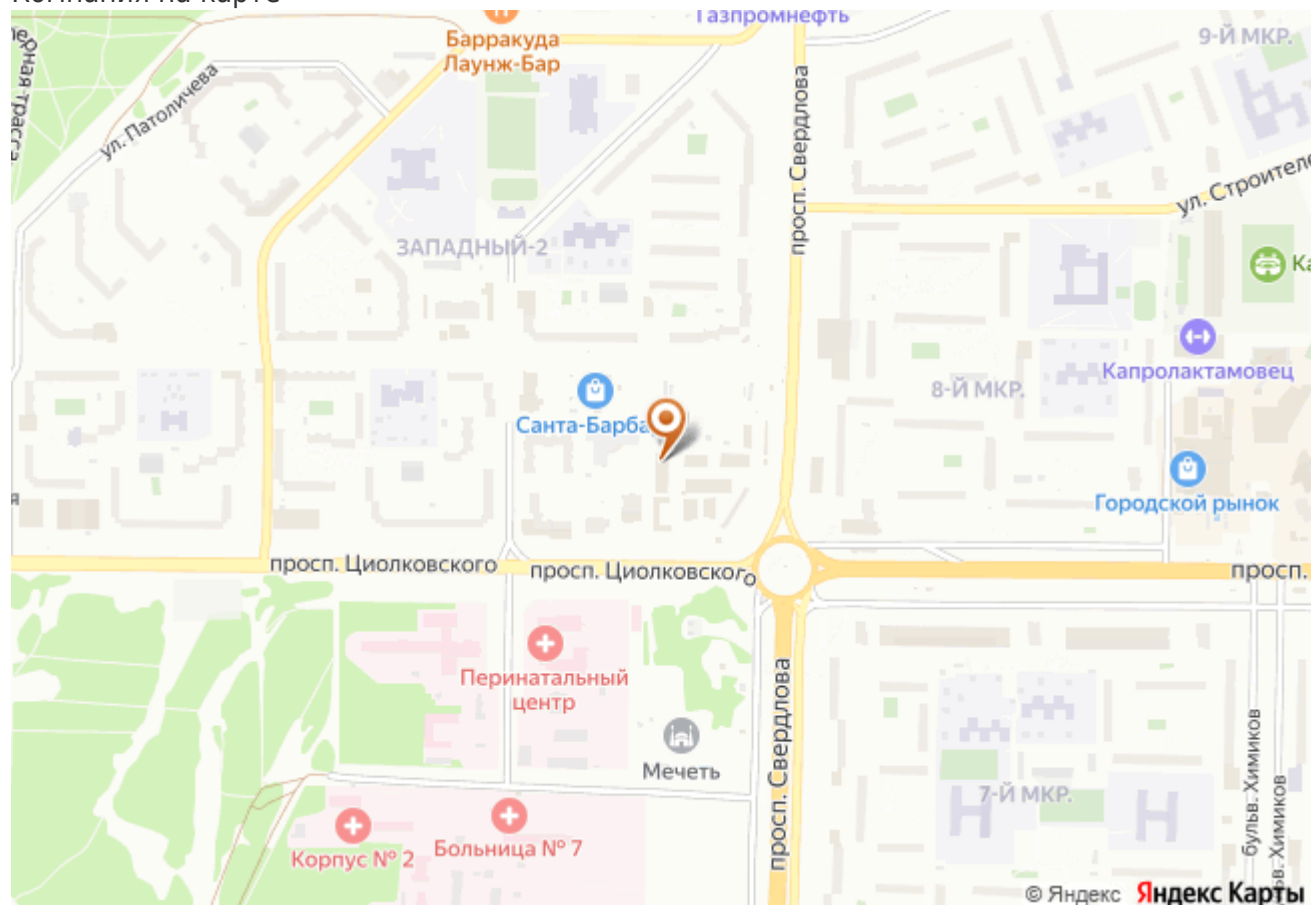 Газпромнефть
9-Й МКР.
Барракуда
Лаунж-Бар
ул. Патоличева
просп. Свердлова
ул. Строителе
ЗАПАДНЫЙ-2
Ка
Капролактамовец
8-Й МКР.
Санта-Барба
Городской рынок
просп. Циолковского
просп. Циолковского
просп.
Перинатальный
центр
Мечеть
просп. Свердлова
7-Й МКР.
бульв. Химиков
в. Химиков
Корпус № 2
Больница № 7
© Яндекс Яндекс Карты